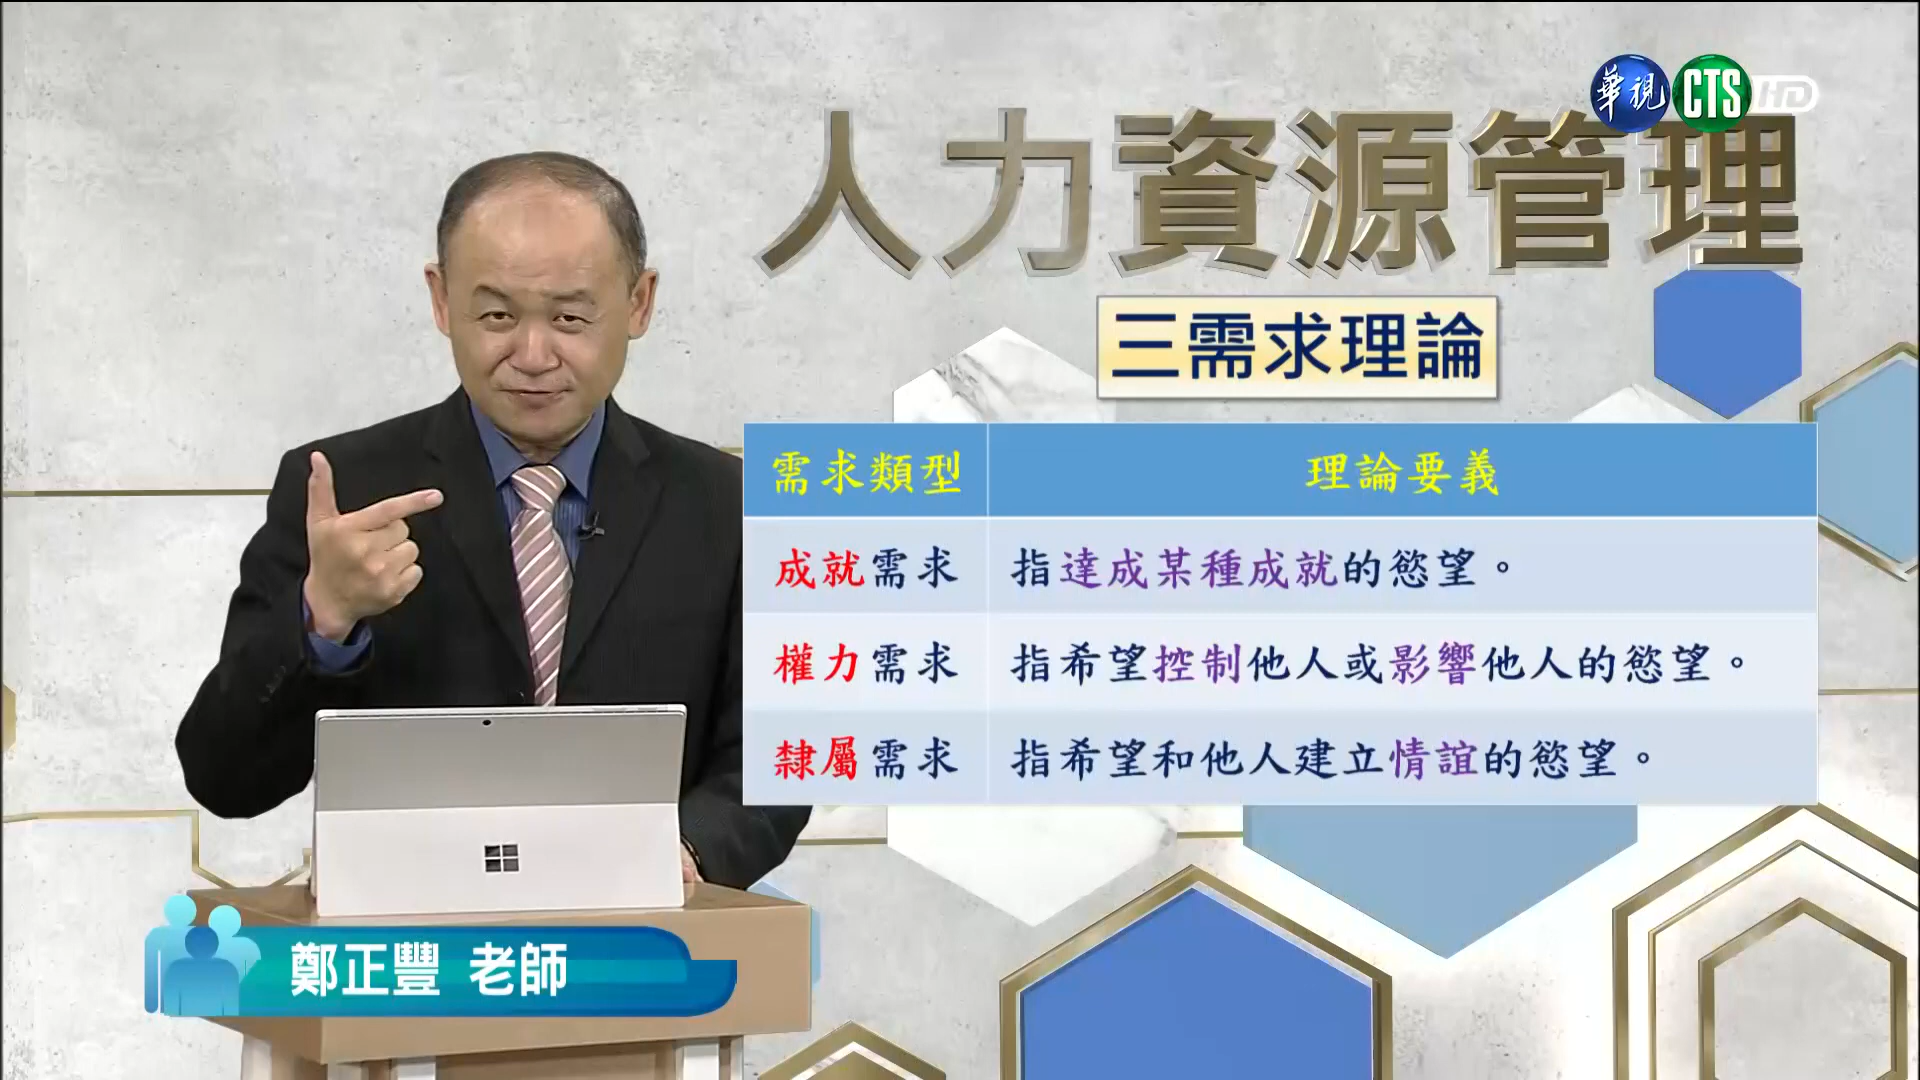 華視 CTS HD
人力資源管理
三需求理論
需求類型 理論要義
成就需求 指達成某種成就的慾望。
權力需求 指希望控制他人或影響他人的慾望。
隸屬需求 指希望和他人建立情誼的慾望。
鄭正豐 老師